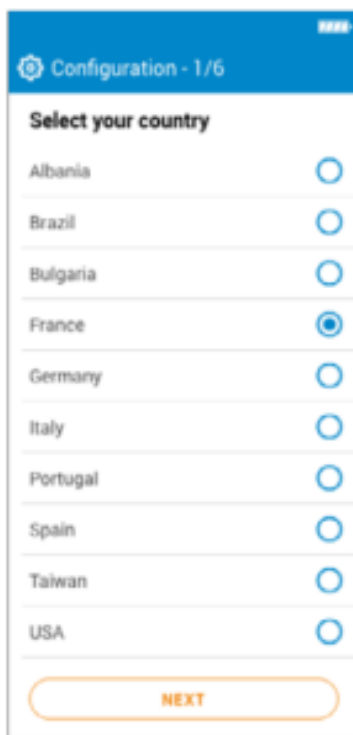 Configuration - 1/6
Select your country
Albania
Brazil
Bulgaria
France
Germany
Italy
Portugal
Spain
Taiwan
USA
NEXT